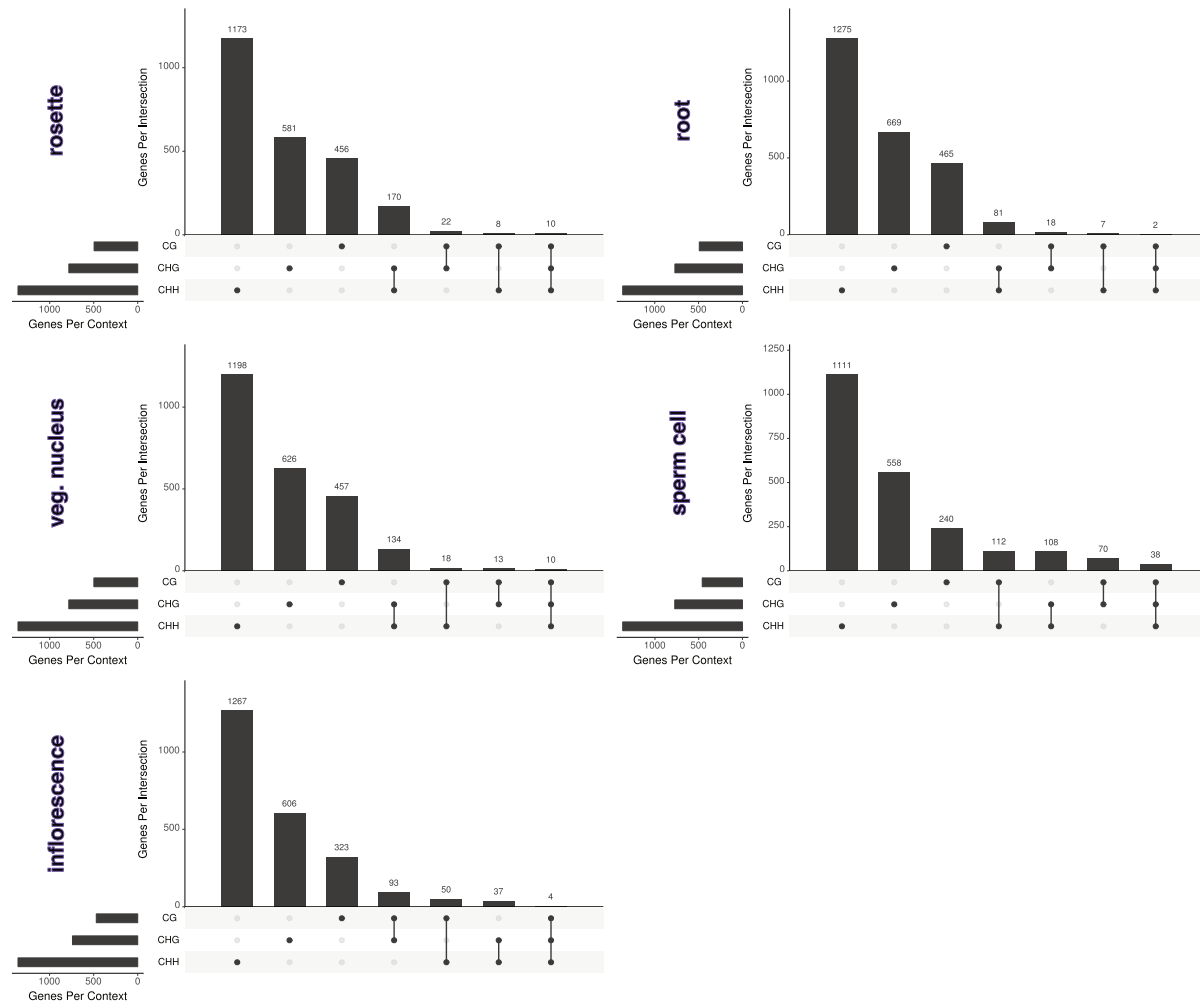 rosette
Genes Per Intersection
1000
500
0
1173
581
456
170
22
8
10
CG
CHG
CHH
1000
500
0
Genes Per Context
root
Genes Per Intersection
1000
500
0
1275
669
465
81
18
7
2
CG
CHG
CHH
1000
500
0
Genes Per Context
veg. nucleus
Genes Per Intersection
1000
500
0
1198
626
457
134
18
13
10
CG
CHG
CHH
1000
500
0
Genes Per Context
sperm cell
Genes Per Intersection
1250
1000
750
500
250
0
1111
558
240
112
108
70
38
CG
CHG
CHH
1000
500
0
Genes Per Context
inflorescence
Genes Per Intersection
1000
500
0
1267
606
323
93
50
37
4
CG
CHG
CHH
1000
500
0
Genes Per Context